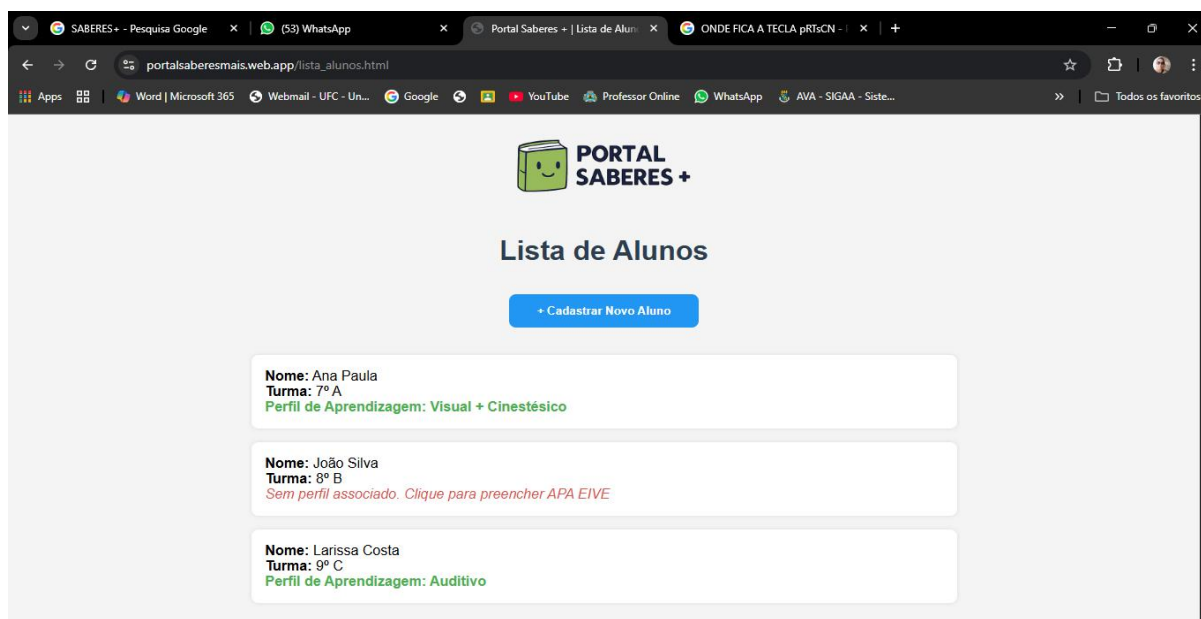 SABERES+ - Pesquisa Google
(53) WhatsApp
Portal Saberes + | Lista de Alun
ONDE FICA A TECLA pRTsCN -
portalsaberesmais.web.app/lista_alunos.html
Apps
Word | Microsoft 365
Webmail - UFC - Un...
Google
YouTube
Professor Online
WhatsApp
AVA - SIGAA - Siste...
»
Todos os favoritos
PORTAL
SABERES +
Lista de Alunos
+ Cadastrar Novo Aluno
Nome: Ana Paula
Turma: 7º A
Perfil de Aprendizagem: Visual + Cinestésico
Nome: João Silva
Turma: 8º B
Sem perfil associado. Clique para preencher APA EIVE
Nome: Larissa Costa
Turma: 9º C
Perfil de Aprendizagem: Auditivo